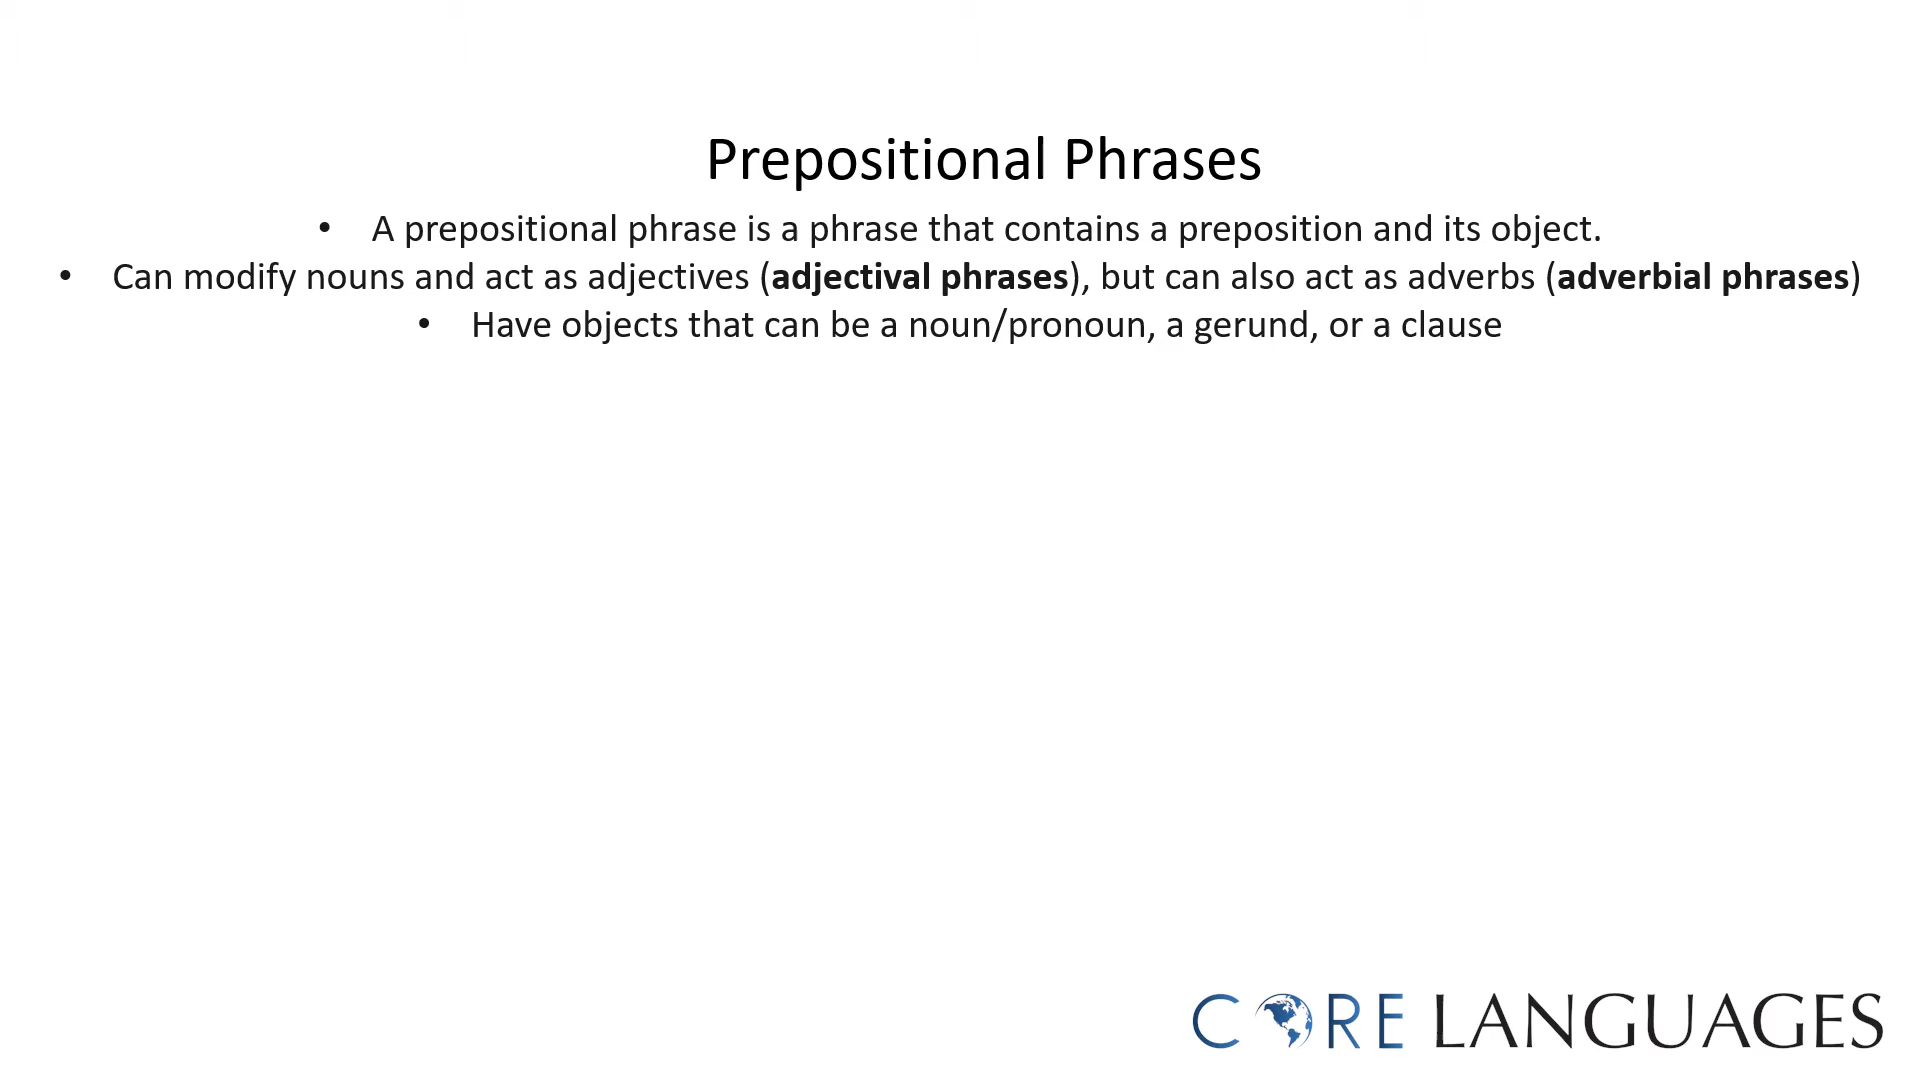 Prepositional Phrases
• A prepositional phrase is a phrase that contains a preposition and its object.
• Can modify nouns and act as adjectives (adjectival phrases), but can also act as adverbs (adverbial phrases)
• Have objects that can be a noun/pronoun, a gerund, or a clause
CORE LANGUAGES